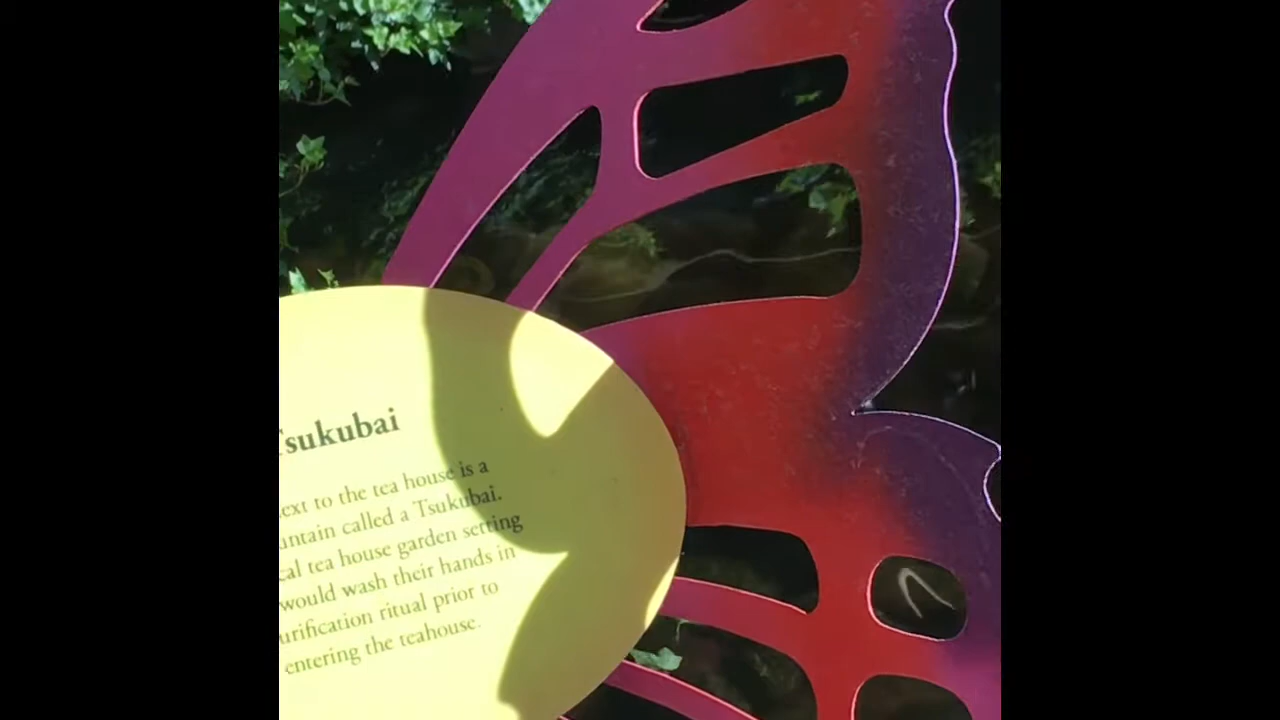 Tsukubai
next to the tea house is a
untain called a Tsukubai.
cal tea house garden setting
would wash their hands in
urification ritual prior to
entering the teahouse.